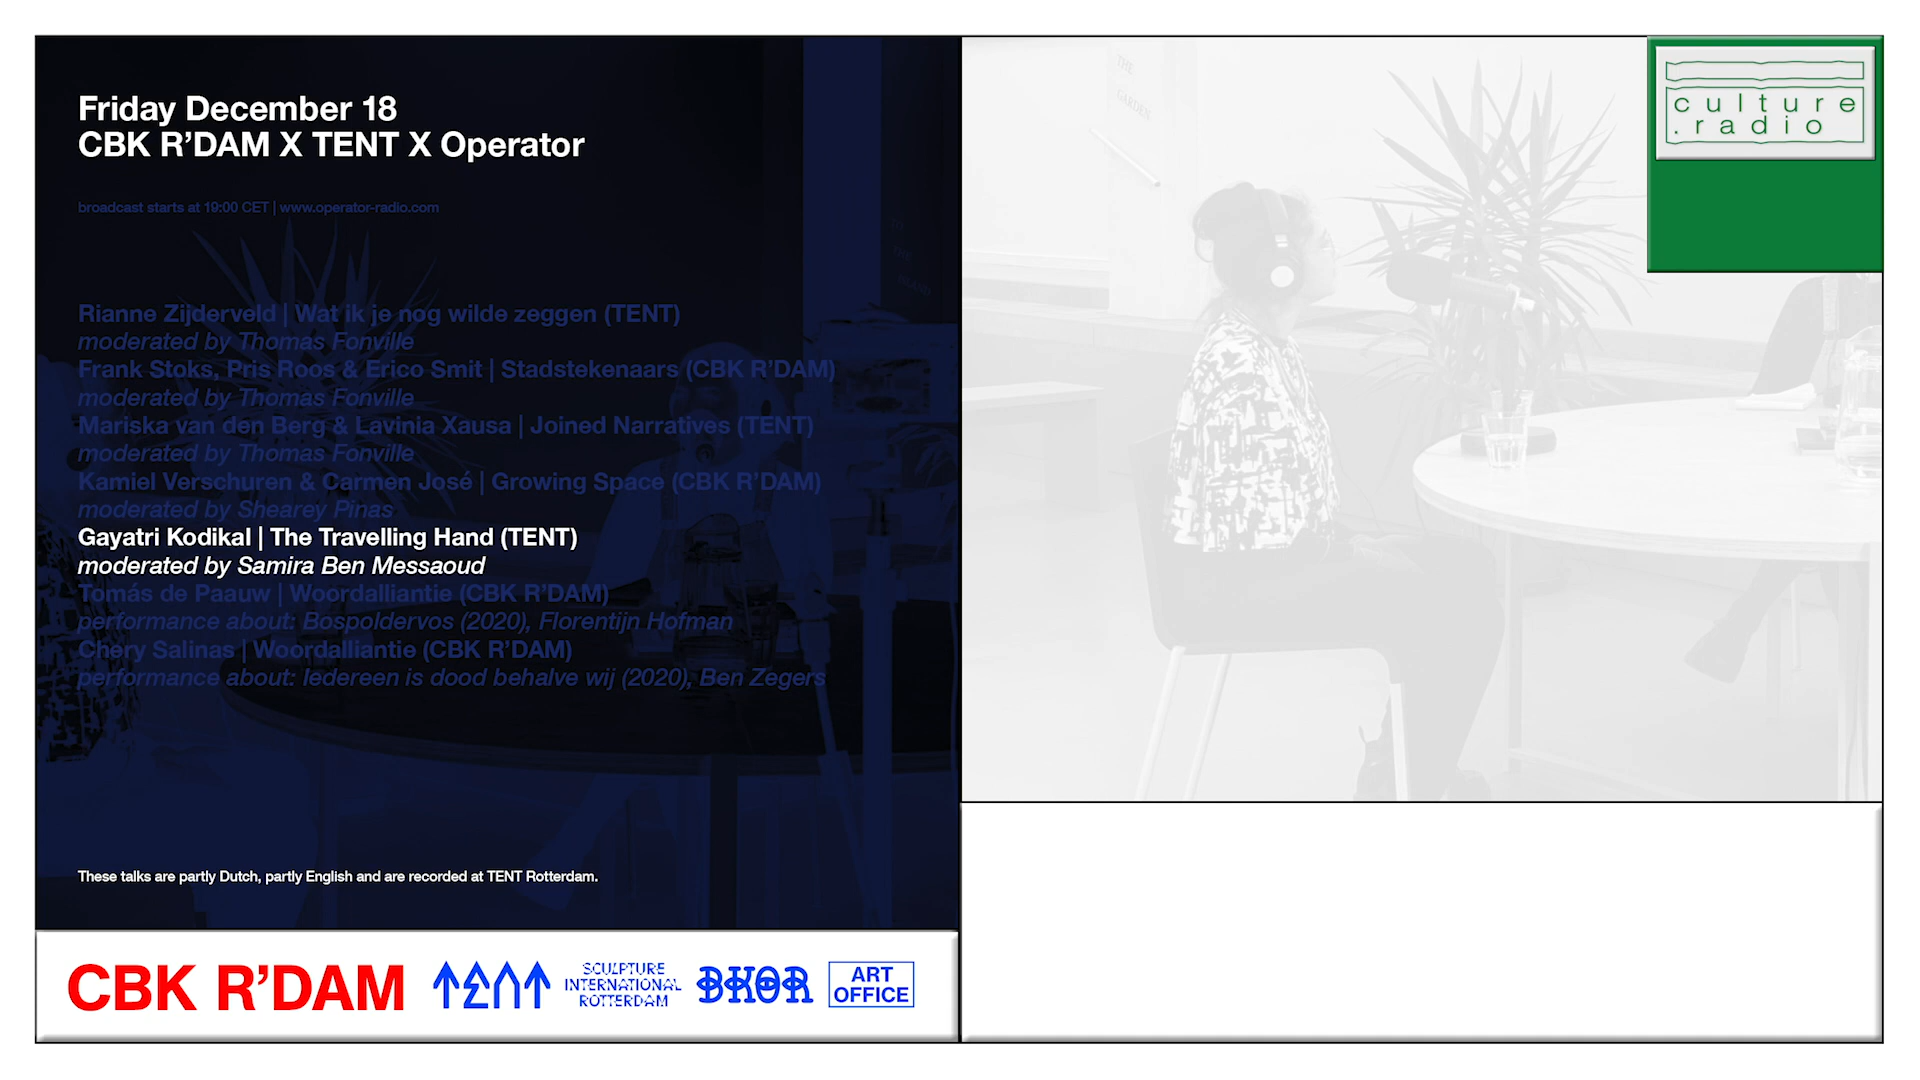 Friday December 18
CBK R’DAM X TENT X Operator
broadcast starts at 19:00 CET | www.operator-radio.com
Rianne Zijderveld | Wat ik je nog wilde zeggen (TENT)
moderated by Thomas Fonville
Frank Stoks, Pris Roos & Erico Smit | Stadstekenaars (CBK R’DAM)
moderated by Thomas Fonville
Mariska van den Berg & Lavinia Xausa | Joined Narratives (TENT)
moderated by Thomas Fonville
Kamiel Verschuren & Carmen José | Growing Space (CBK R’DAM)
moderated by Shearey Pinas
Gayatri Kodikal | The Travelling Hand (TENT)
moderated by Samira Ben Messaoud
Tomás de Paauw | Woordalliantie (CBK R’DAM)
performance about: Bospoldervos (2020), Florentijn Hofman
Chery Salinas | Woordalliantie (CBK R’DAM)
performance about: Iedereen is dood behalve wij (2020), Ben Zegers
These talks are partly Dutch, partly English and are recorded at TENT Rotterdam.
CBK R’DAM
TENT
SCULPTURE
INTERNATIONAL
ROTTERDAM
BKOR
ART
OFFICE
THE
GARDEN
culture
.radio